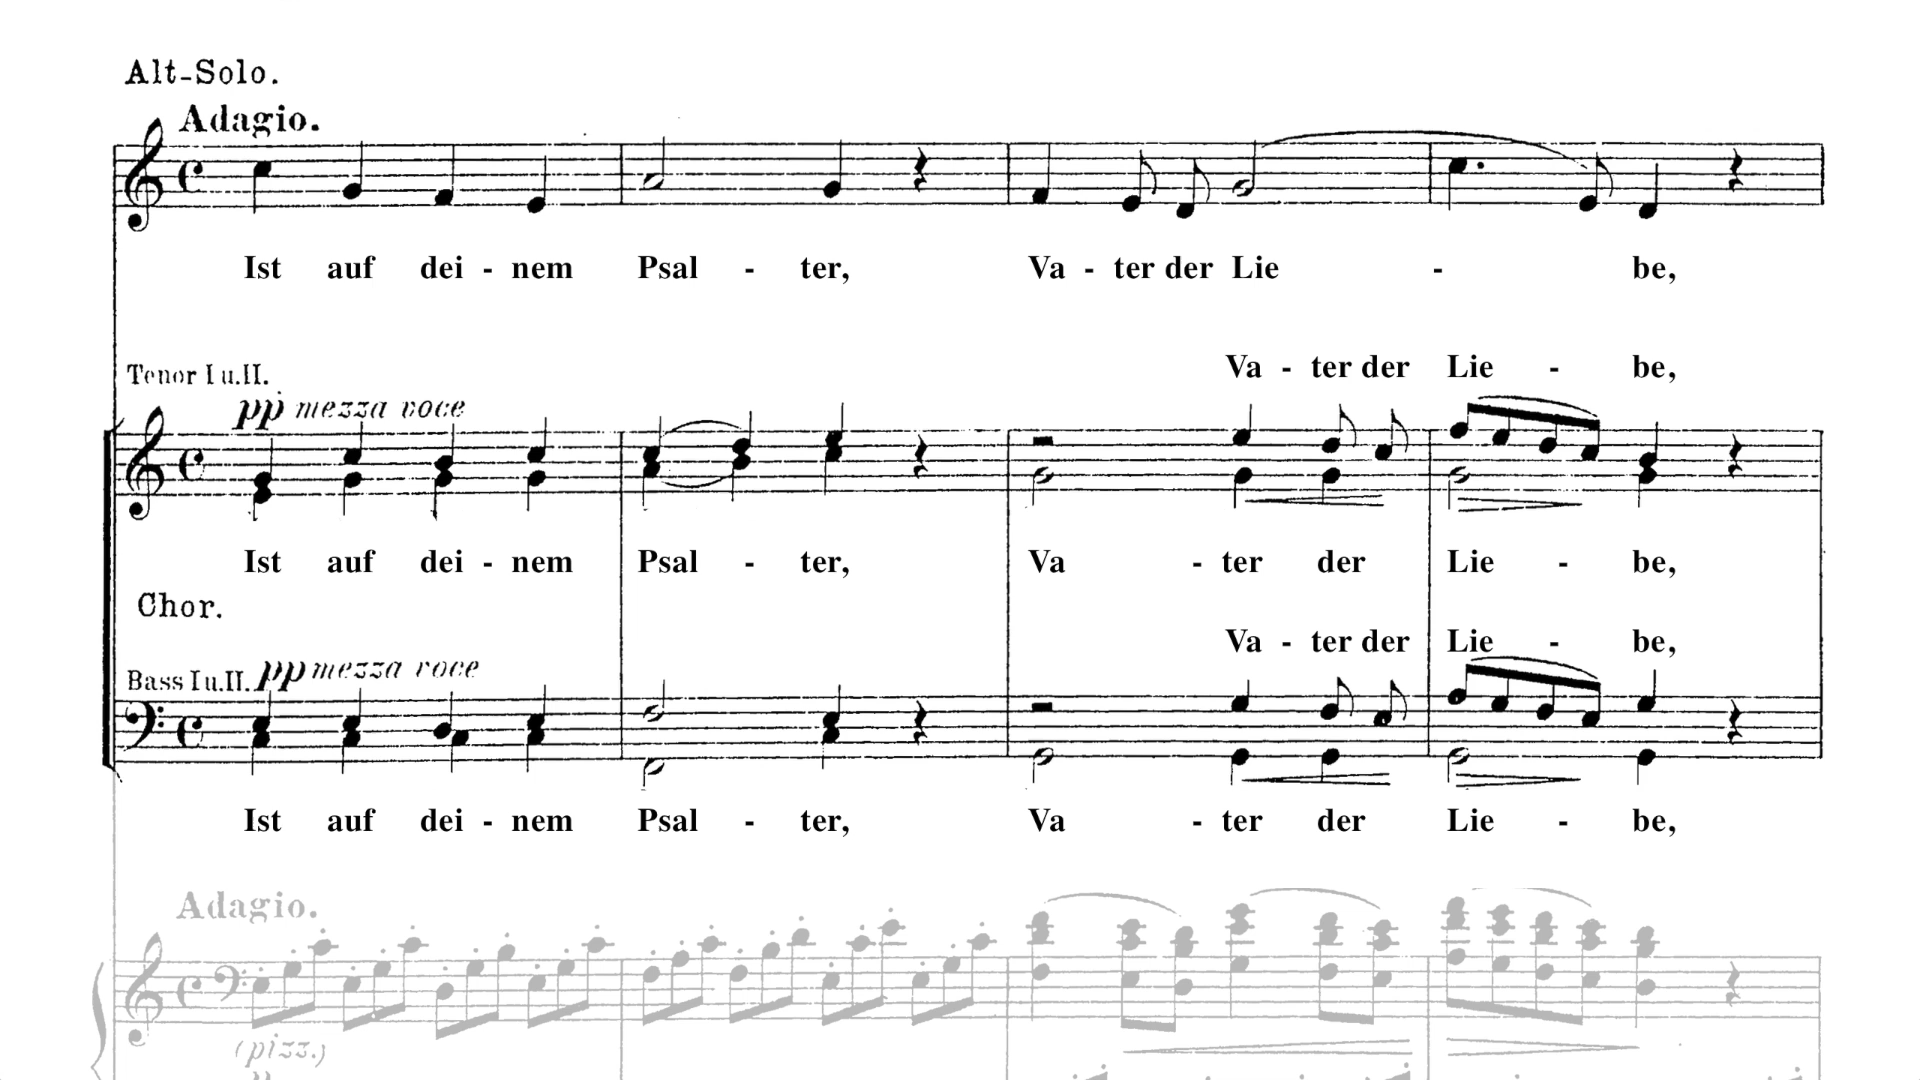 Alt-Solo.
Adagio.
Ist auf dei - nem Psal - ter, Va - ter der Lie - be,
Va - ter der Lie - be,
Tenor I u. II.
pp mezza voce
Ist auf dei - nem Psal - ter, Va - ter der Lie - be,
Chor.
Va - ter der Lie - be,
Bass I u. II. pp mezza voce
Ist auf dei - nem Psal - ter, Va - ter der Lie - be,
Adagio.
(pizz.)